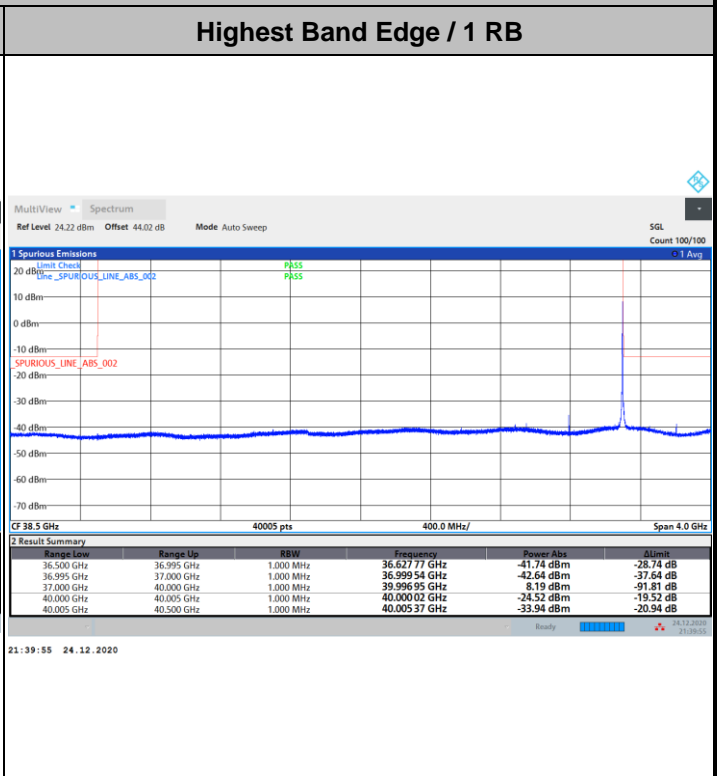 Highest Band Edge / 1 RB
MultiView Spectrum
Ref Level 24.22 dBm Offset 44.02 dB Mode Auto Sweep SGL
Count 100/100
1 Spurious Emissions 1 Avg
Limit Check PASS
20 dBm
Line _SPURIOUS_LINE_ABS_002 PASS
10 dBm
0 dBm
-10 dBm
_SPURIOUS_LINE_ABS_002
-20 dBm
-30 dBm
-40 dBm
-50 dBm
-60 dBm
-70 dBm
CF 38.5 GHz 40005 pts 400.0 MHz/ Span 4.0 GHz
2 Result Summary
Range Low Range Up RBW Frequency Power Abs ΔLimit
36.500 GHz 36.995 GHz 1.000 MHz 36.627 77 GHz -41.74 dBm -28.74 dB
36.995 GHz 37.000 GHz 1.000 MHz 36.999 54 GHz -42.64 dBm -37.64 dB
37.000 GHz 40.000 GHz 1.000 MHz 39.996 95 GHz 8.19 dBm -91.81 dB
40.000 GHz 40.005 GHz 1.000 MHz 40.000 02 GHz -24.52 dBm -19.52 dB
40.005 GHz 40.500 GHz 1.000 MHz 40.005 37 GHz -33.94 dBm -20.94 dB
Ready 24.12.2020
21:39:55
21:39:55 24.12.2020